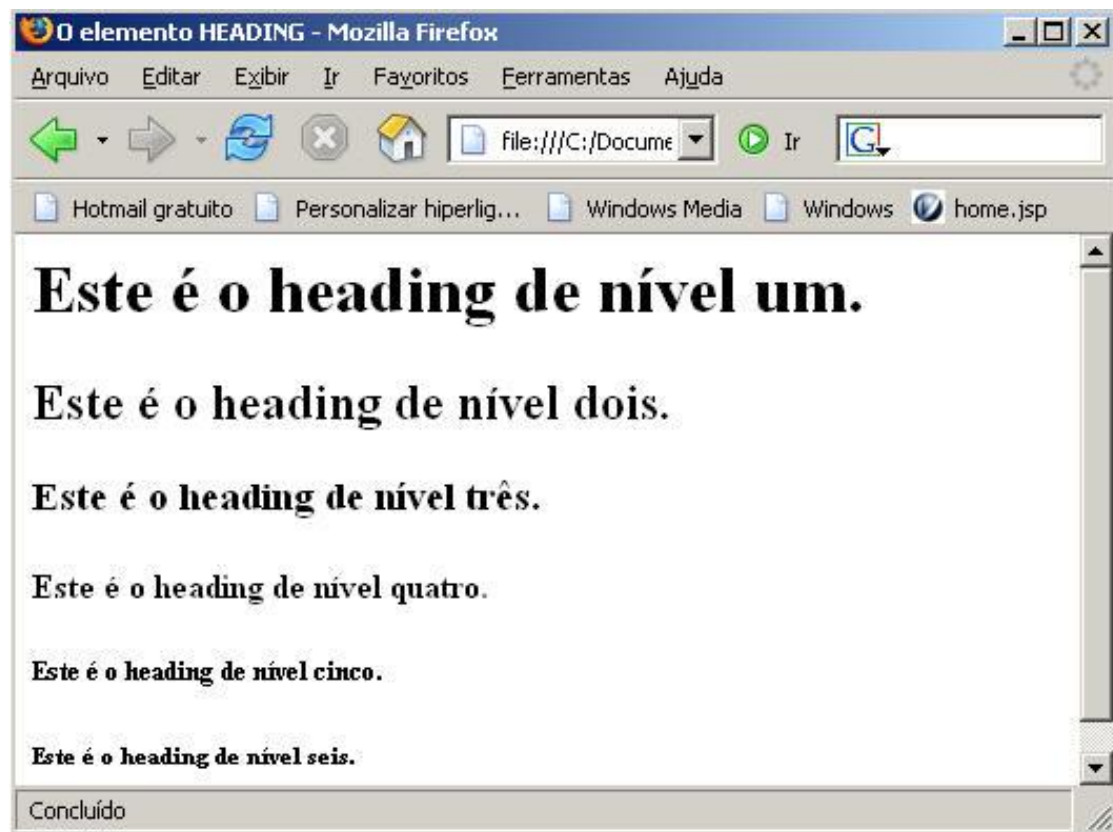 O elemento HEADING - Mozilla Firefox
Arquivo Editar Exibir Ir Favoritos Ferramentas Ajuda
file:///C:/Docume Ir G
Hotmail gratuito Personalizar hiperlig... Windows Media Windows home.jsp
Este é o heading de nível um.
Este é o heading de nível dois.
Este é o heading de nível três.
Este é o heading de nível quatro.
Este é o heading de nível cinco.
Este é o heading de nível seis.
Concluído